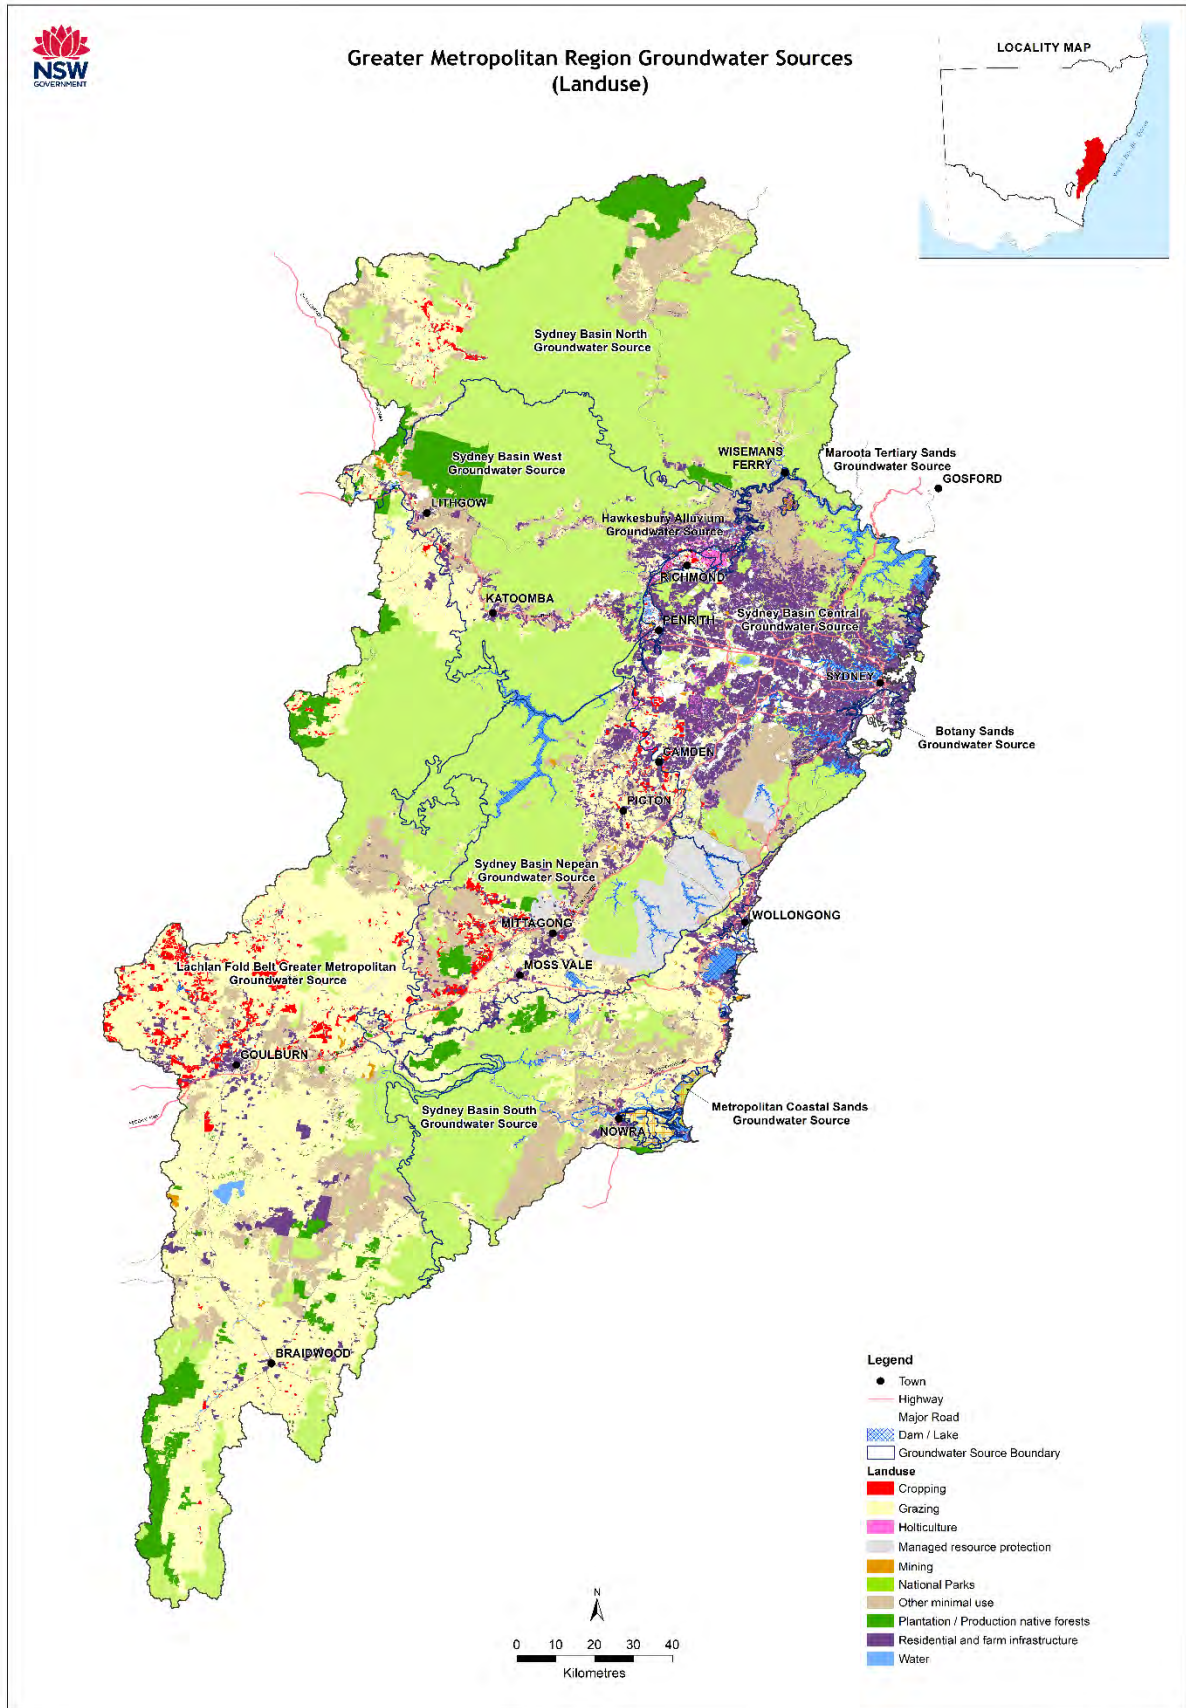 NSW
GOVERNMENT
Greater Metropolitan Region Groundwater Sources
(Landuse)
LOCALITY MAP
Sydney Basin North
Groundwater Source
Sydney Basin West
Groundwater Source
WISEMANS
FERRY
Maroota Tertiary Sands
Groundwater Source
GOSFORD
LITHGOW
Hawkesbury Alluvium
Groundwater Source
RICHMOND
KATOOMBA
PENRITH
Sydney Basin Central
Groundwater Source
SYDNEY
Botany Sands
Groundwater Source
CAMDEN
PICTON
Sydney Basin Nepean
Groundwater Source
MITTAGONG
WOLLONGONG
MOSS VALE
Lachlan Fold Belt Greater Metropolitan
Groundwater Source
GOULBURN
Sydney Basin South
Groundwater Source
Metropolitan Coastal Sands
Groundwater Source
NOWRA
BRAIDWOOD
Legend
Town
Highway
Major Road
Dam / Lake
Groundwater Source Boundary
Landuse
Cropping
Grazing
Holticulture
Managed resource protection
Mining
National Parks
Other minimal use
Plantation / Production native forests
Residential and farm infrastructure
Water
N
0 10 20 30 40
Kilometres